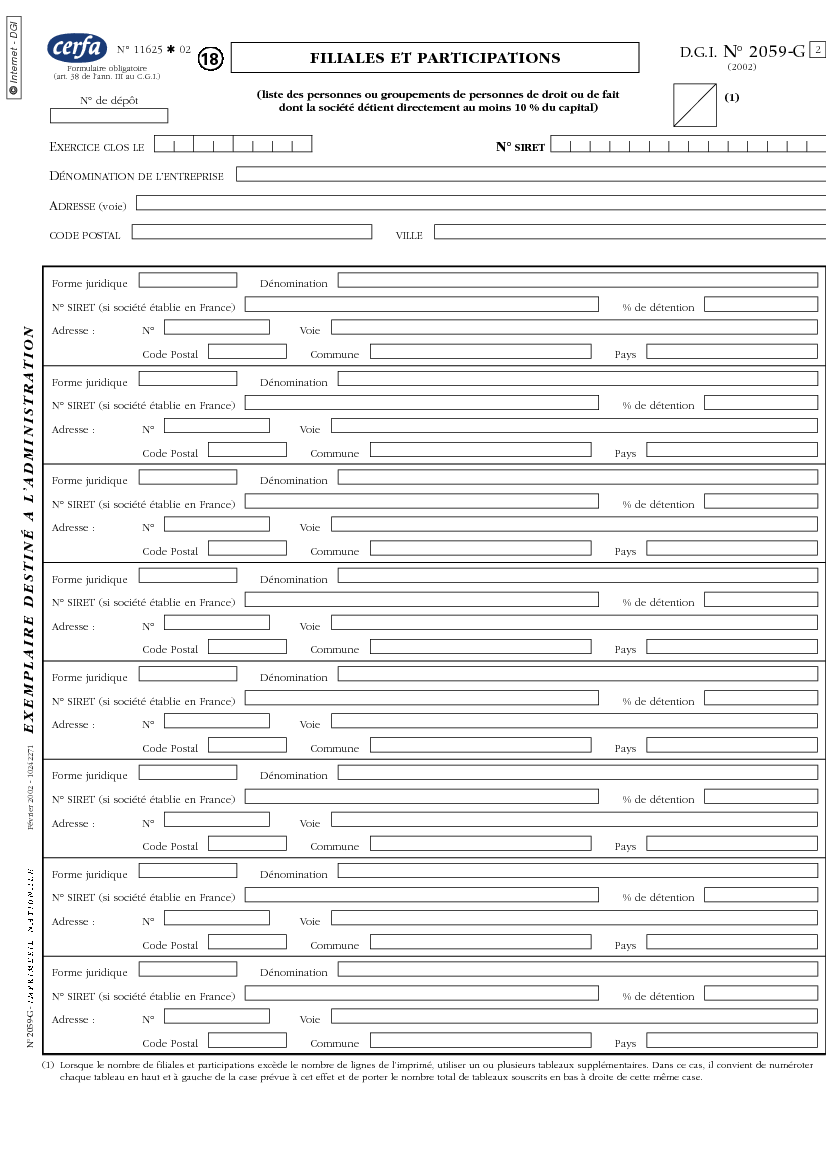 © Internet - DGI
cerfa
N° 11625 ✱ 02
Formulaire obligatoire
(art. 38 de l'ann. III au C.G.I.)
18
FILIALES ET PARTICIPATIONS
D.G.I. N° 2059-G 2
(2002)
N° de dépôt
(liste des personnes ou groupements de personnes de droit ou de fait
dont la société détient directement au moins 10 % du capital)
(1)
EXERCICE CLOS LE
N° SIRET
DÉNOMINATION DE L'ENTREPRISE
ADRESSE (voie)
CODE POSTAL VILLE
Forme juridique Dénomination
N° SIRET (si société établie en France) % de détention
Adresse : N° Voie
Code Postal Commune Pays
Forme juridique Dénomination
N° SIRET (si société établie en France) % de détention
Adresse : N° Voie
Code Postal Commune Pays
Forme juridique Dénomination
N° SIRET (si société établie en France) % de détention
Adresse : N° Voie
Code Postal Commune Pays
Forme juridique Dénomination
N° SIRET (si société établie en France) % de détention
Adresse : N° Voie
Code Postal Commune Pays
Forme juridique Dénomination
N° SIRET (si société établie en France) % de détention
Adresse : N° Voie
Code Postal Commune Pays
Forme juridique Dénomination
N° SIRET (si société établie en France) % de détention
Adresse : N° Voie
Code Postal Commune Pays
Forme juridique Dénomination
N° SIRET (si société établie en France) % de détention
Adresse : N° Voie
Code Postal Commune Pays
Forme juridique Dénomination
N° SIRET (si société établie en France) % de détention
Adresse : N° Voie
Code Postal Commune Pays
N° 2059-G - IMPRIMERIE NATIONALE
Février 2002 - 1024 2271
EXEMPLAIRE DESTINÉ A L'ADMINISTRATION
(1) Lorsque le nombre de filiales et participations excède le nombre de lignes de l'imprimé, utiliser un ou plusieurs tableaux supplémentaires. Dans ce cas, il convient de numéroter
chaque tableau en haut et à gauche de la case prévue à cet effet et de porter le nombre total de tableaux souscrits en bas à droite de cette même case.